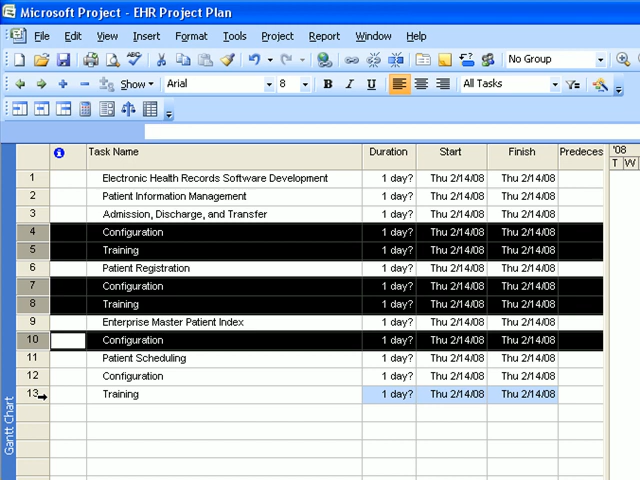 Microsoft Project - EHR Project Plan
File Edit View Insert Format Tools Project Report Window Help
No Group
Show Arial 8 B I U All Tasks
Task Name Duration Start Finish Predeces '08
T W
1 Electronic Health Records Software Development 1 day? Thu 2/14/08 Thu 2/14/08
2 Patient Information Management 1 day? Thu 2/14/08 Thu 2/14/08
3 Admission, Discharge, and Transfer 1 day? Thu 2/14/08 Thu 2/14/08
4 Configuration 1 day? Thu 2/14/08 Thu 2/14/08
5 Training 1 day? Thu 2/14/08 Thu 2/14/08
6 Patient Registration 1 day? Thu 2/14/08 Thu 2/14/08
7 Configuration 1 day? Thu 2/14/08 Thu 2/14/08
8 Training 1 day? Thu 2/14/08 Thu 2/14/08
9 Enterprise Master Patient Index 1 day? Thu 2/14/08 Thu 2/14/08
10 Configuration 1 day? Thu 2/14/08 Thu 2/14/08
11 Patient Scheduling 1 day? Thu 2/14/08 Thu 2/14/08
12 Configuration 1 day? Thu 2/14/08 Thu 2/14/08
13 Training 1 day? Thu 2/14/08 Thu 2/14/08
Gantt Chart